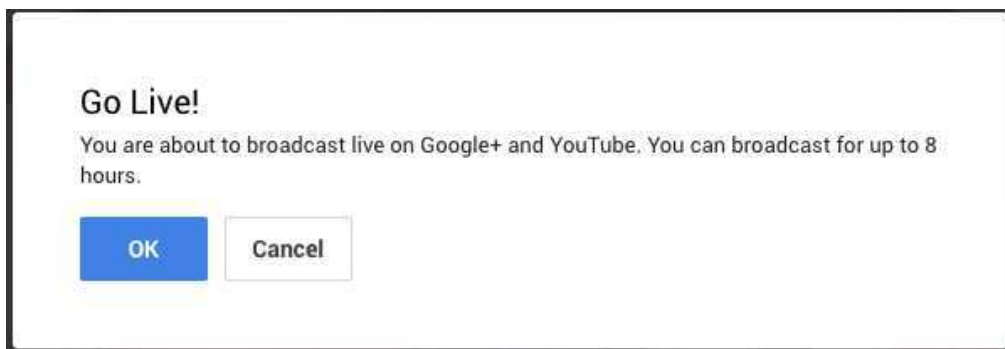 Go Live!
You are about to broadcast live on Google+ and YouTube. You can broadcast for up to 8
hours.
OK Cancel